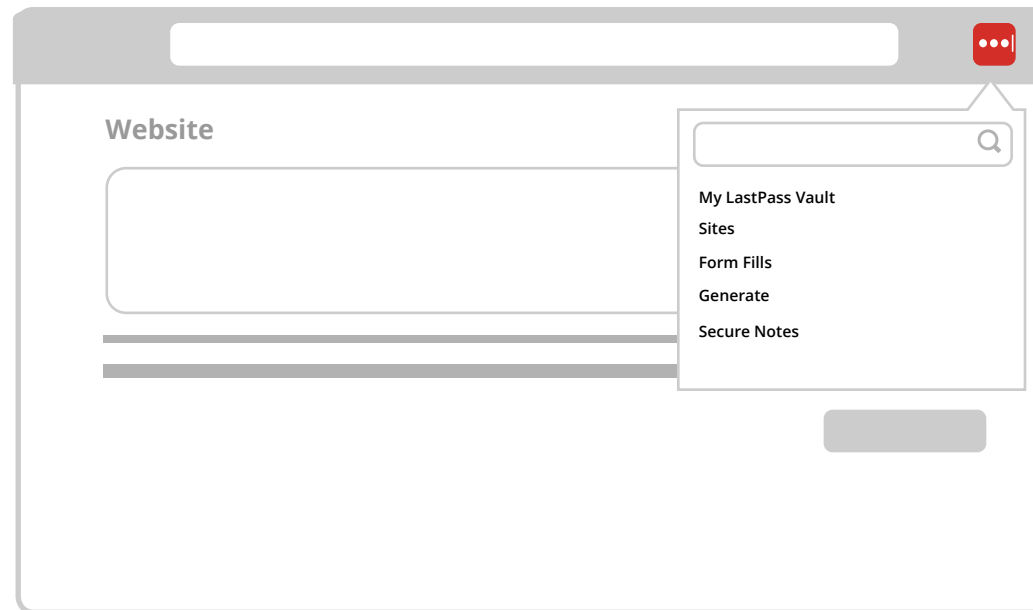 Website
My LastPass Vault
Sites
Form Fills
Generate
Secure Notes